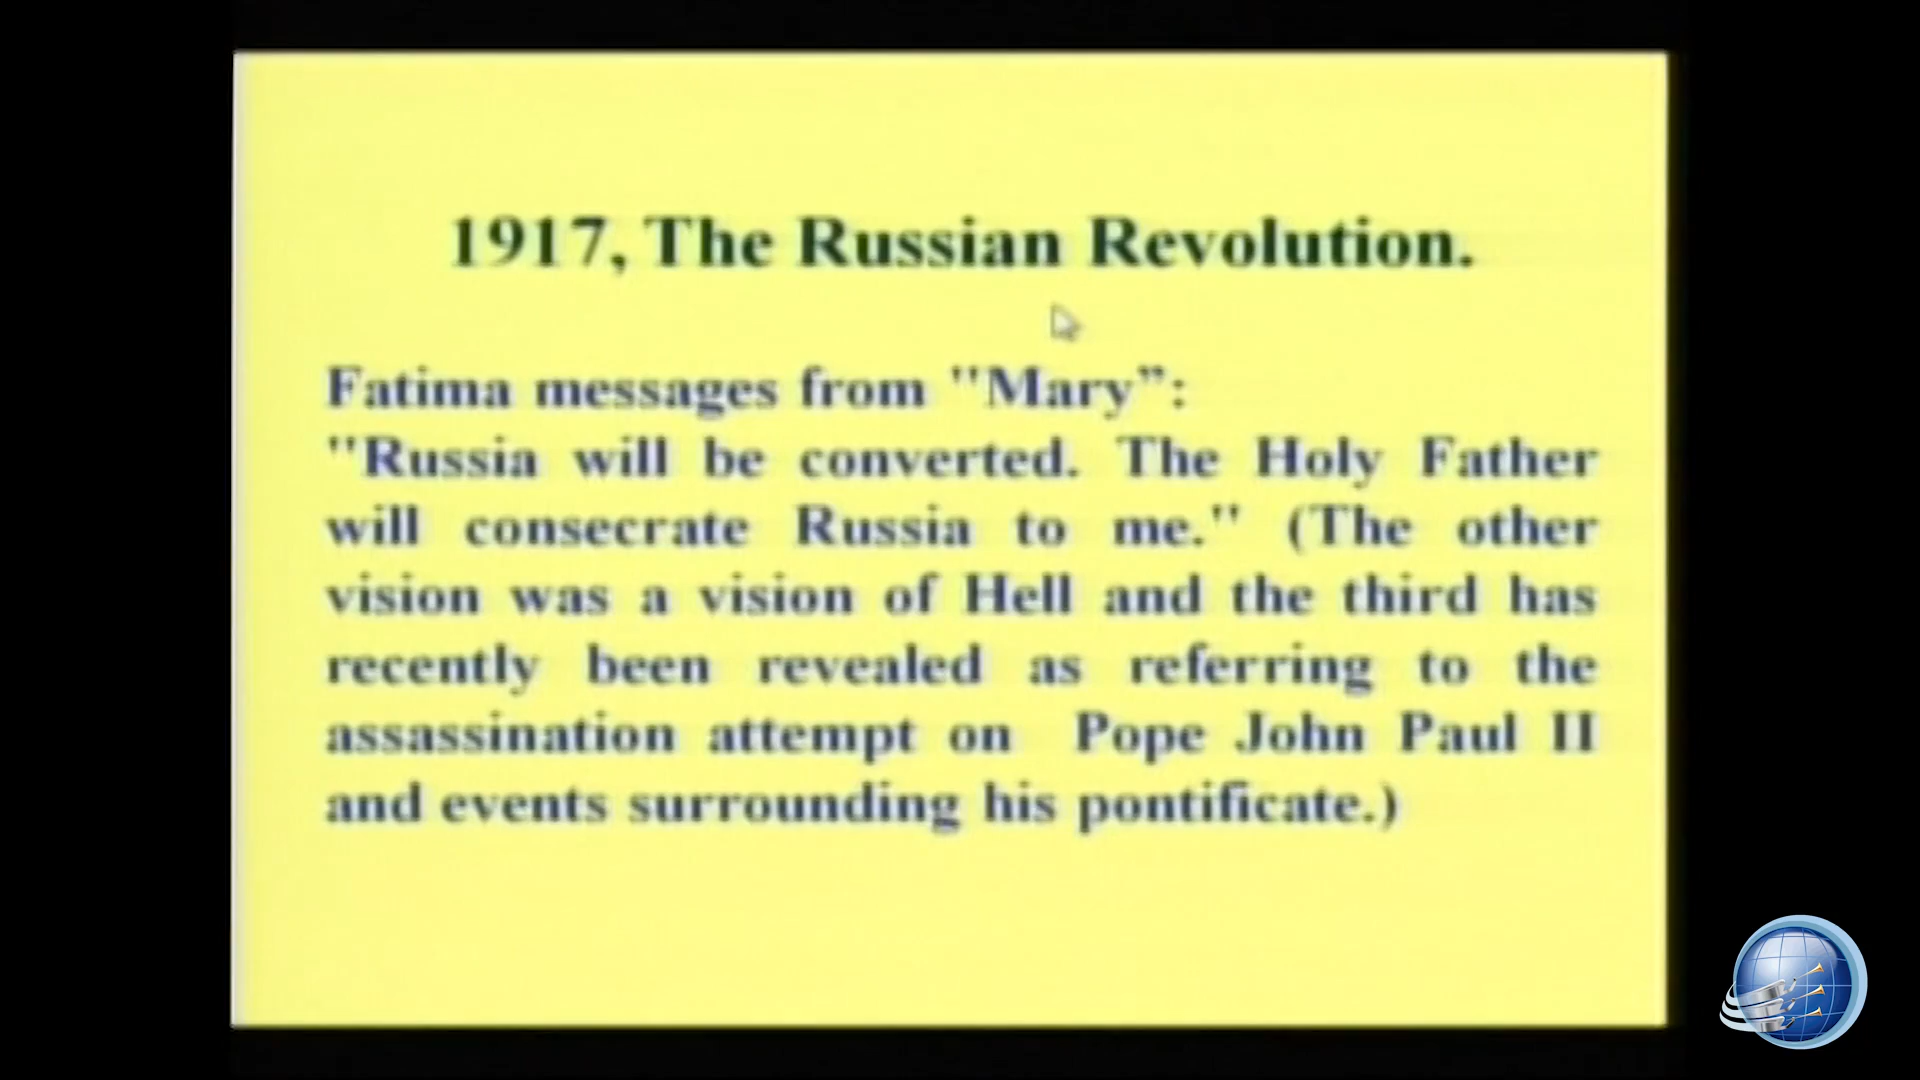 1917, The Russian Revolution.
Fatima messages from "Mary”:
"Russia will be converted. The Holy Father
will consecrate Russia to me." (The other
vision was a vision of Hell and the third has
recently been revealed as referring to the
assassination attempt on Pope John Paul II
and events surrounding his pontificate.)